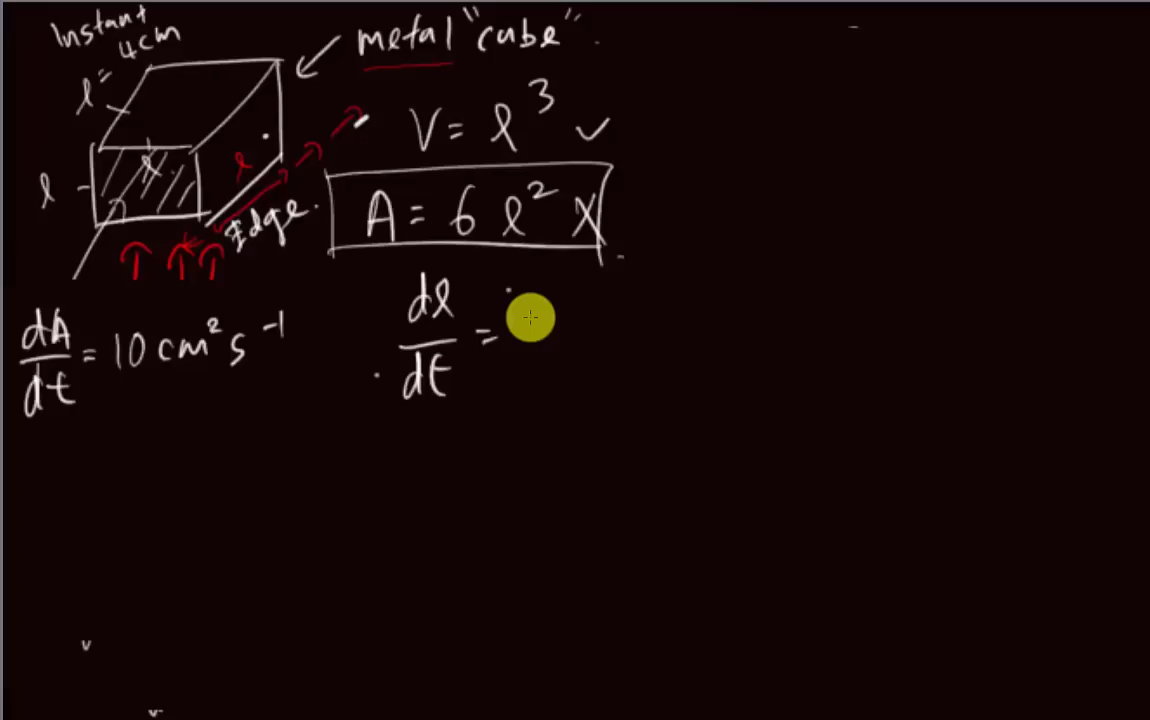 Instant
4cm
metal "cube".
l =
V = l³ ✓
l
l
A = 6 l² X
Edge.
dA/dt = 10 cm² s⁻¹
dl/dt =